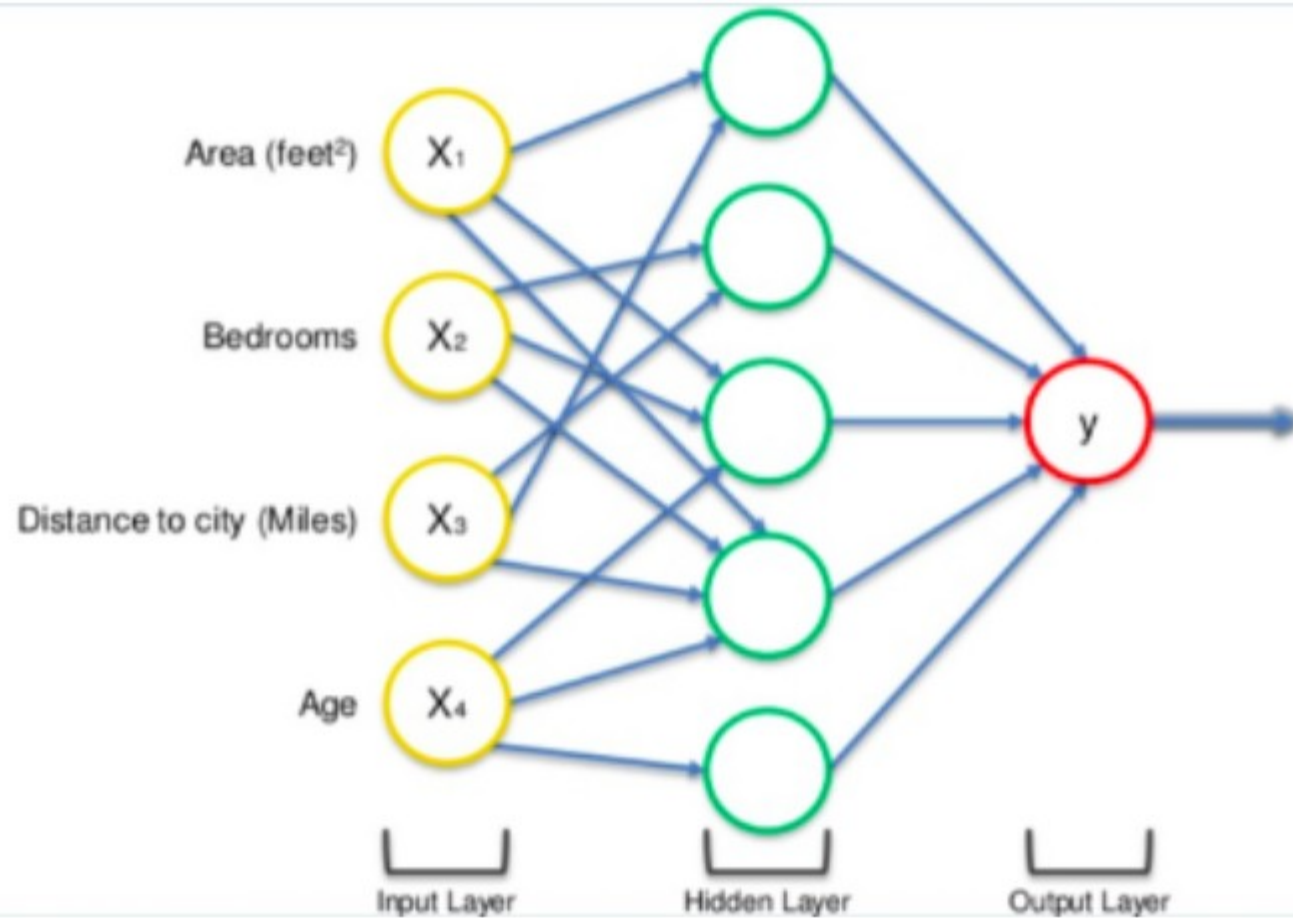 Area (feet²)
X₁
Bedrooms
X₂
Distance to city (Miles)
X₃
Age
X₄
y
Input Layer
Hidden Layer
Output Layer